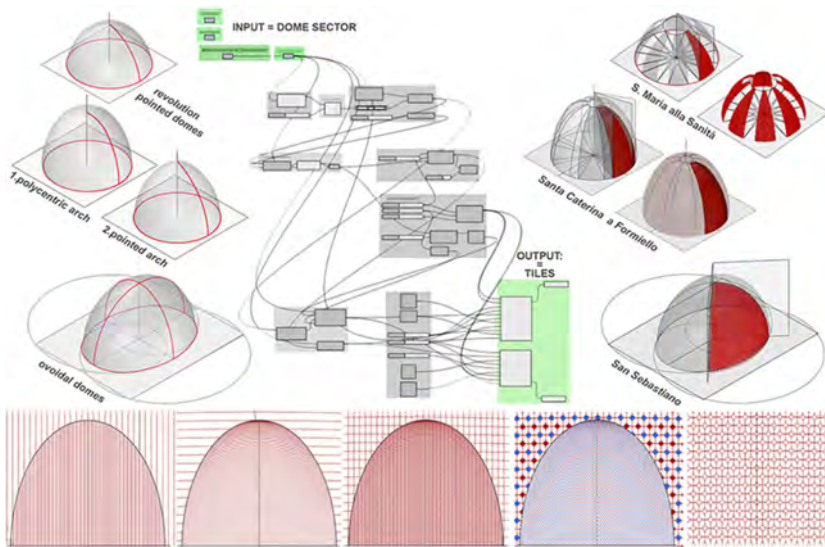 INPUT = DOME SECTOR
revolution
pointed domes
1.polycentric arch
2.pointed arch
ovoidal domes
S. Maria alla Sanità
Santa Caterina a Formiello
OUTPUT:
=
TILES
San Sebastiano